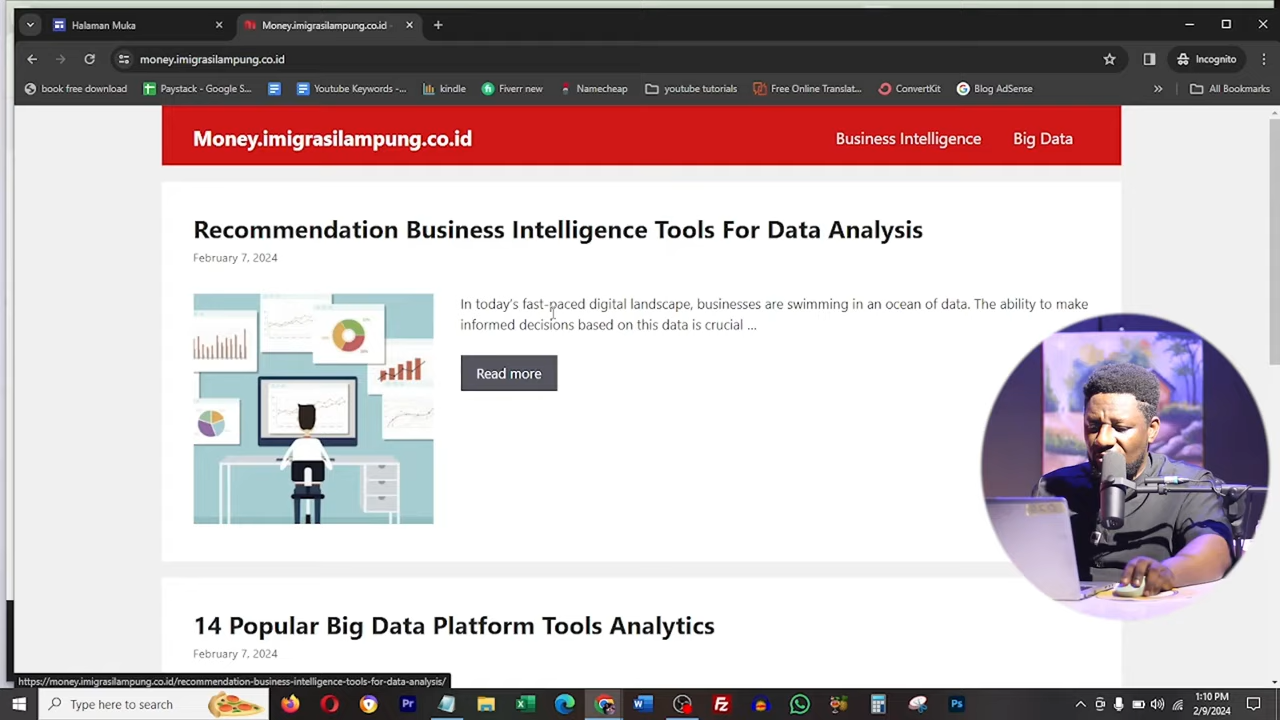 Halaman Muka
Money.imigrasilampung.co.id
money.imigrasilampung.co.id
Incognito
book free download
Paystack - Google S...
Youtube Keywords -...
kindle
Fiverr new
Namecheap
youtube tutorials
Free Online Translat...
ConvertKit
Blog AdSense
All Bookmarks
Money.imigrasilampung.co.id
Business Intelligence
Big Data
Recommendation Business Intelligence Tools For Data Analysis
February 7, 2024
In today's fast-paced digital landscape, businesses are swimming in an ocean of data. The ability to make
informed decisions based on this data is crucial ...
Read more
14 Popular Big Data Platform Tools Analytics
February 7, 2024
https://money.imigrasilampung.co.id/recommendation-business-intelligence-tools-for-data-analysis/
Type here to search
1:10 PM
2/9/2024